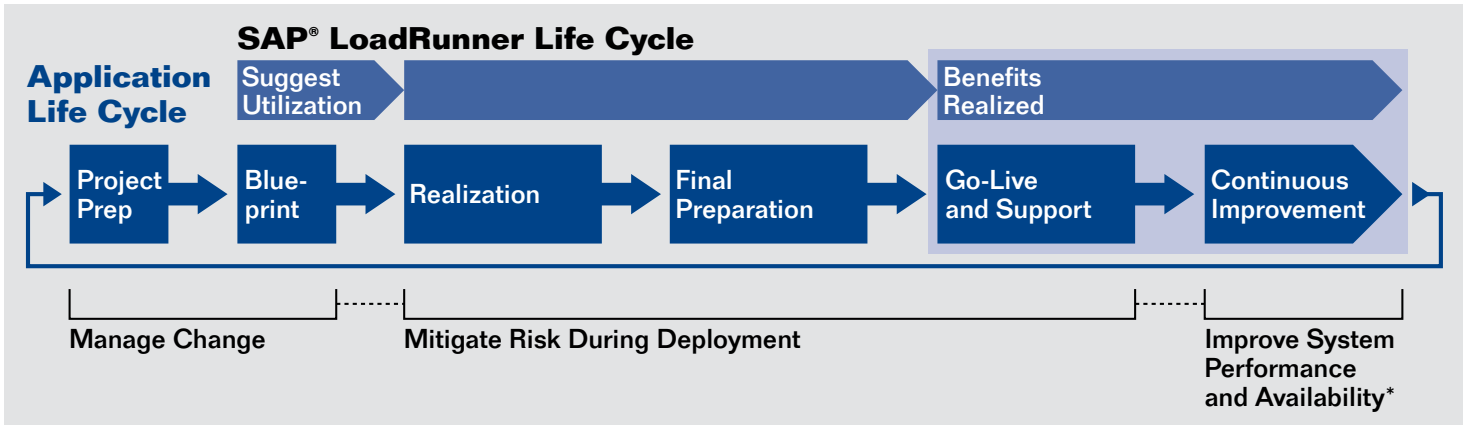 SAP® LoadRunner Life Cycle
Application
Life Cycle
Suggest
Utilization
Benefits
Realized
Project
Prep
Blue-
print
Realization
Final
Preparation
Go-Live
and Support
Continuous
Improvement
Manage Change
Mitigate Risk During Deployment
Improve System
Performance
and Availability*